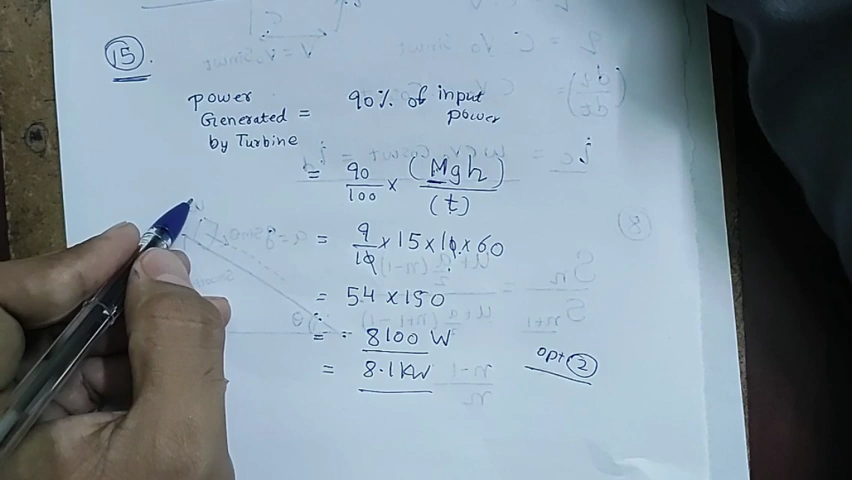 15.
Power
Generated = 90% of input
by Turbine power
= 90/100 × (Mgh)/(t)
= 9/10 × 15 × 10 × 60
= 54 × 150
= 8100 W
= 8.1 KW
opt. 2